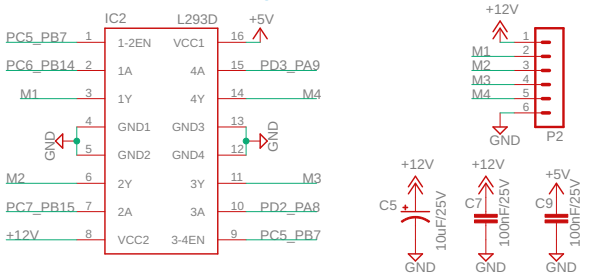 IC2 L293D +5V
PC5_PB7 1 1-2EN VCC1 16
PC6_PB14 2 1A 4A 15 PD3_PA9
M1 3 1Y 4Y 14 M4
4 GND1 GND3 13
GND GND
5 GND2 GND4 12
M2 6 2Y 3Y 11 M3
PC7_PB15 7 2A 3A 10 PD2_PA8
+12V 8 VCC2 3-4EN 9 PC5_PB7
+12V
1
M1 2
M2 3
M3 4
M4 5
6
GND P2
+12V +12V +5V
C5 + 10uF/25V C7 100nF/25V C9 100nF/25V
GND GND GND